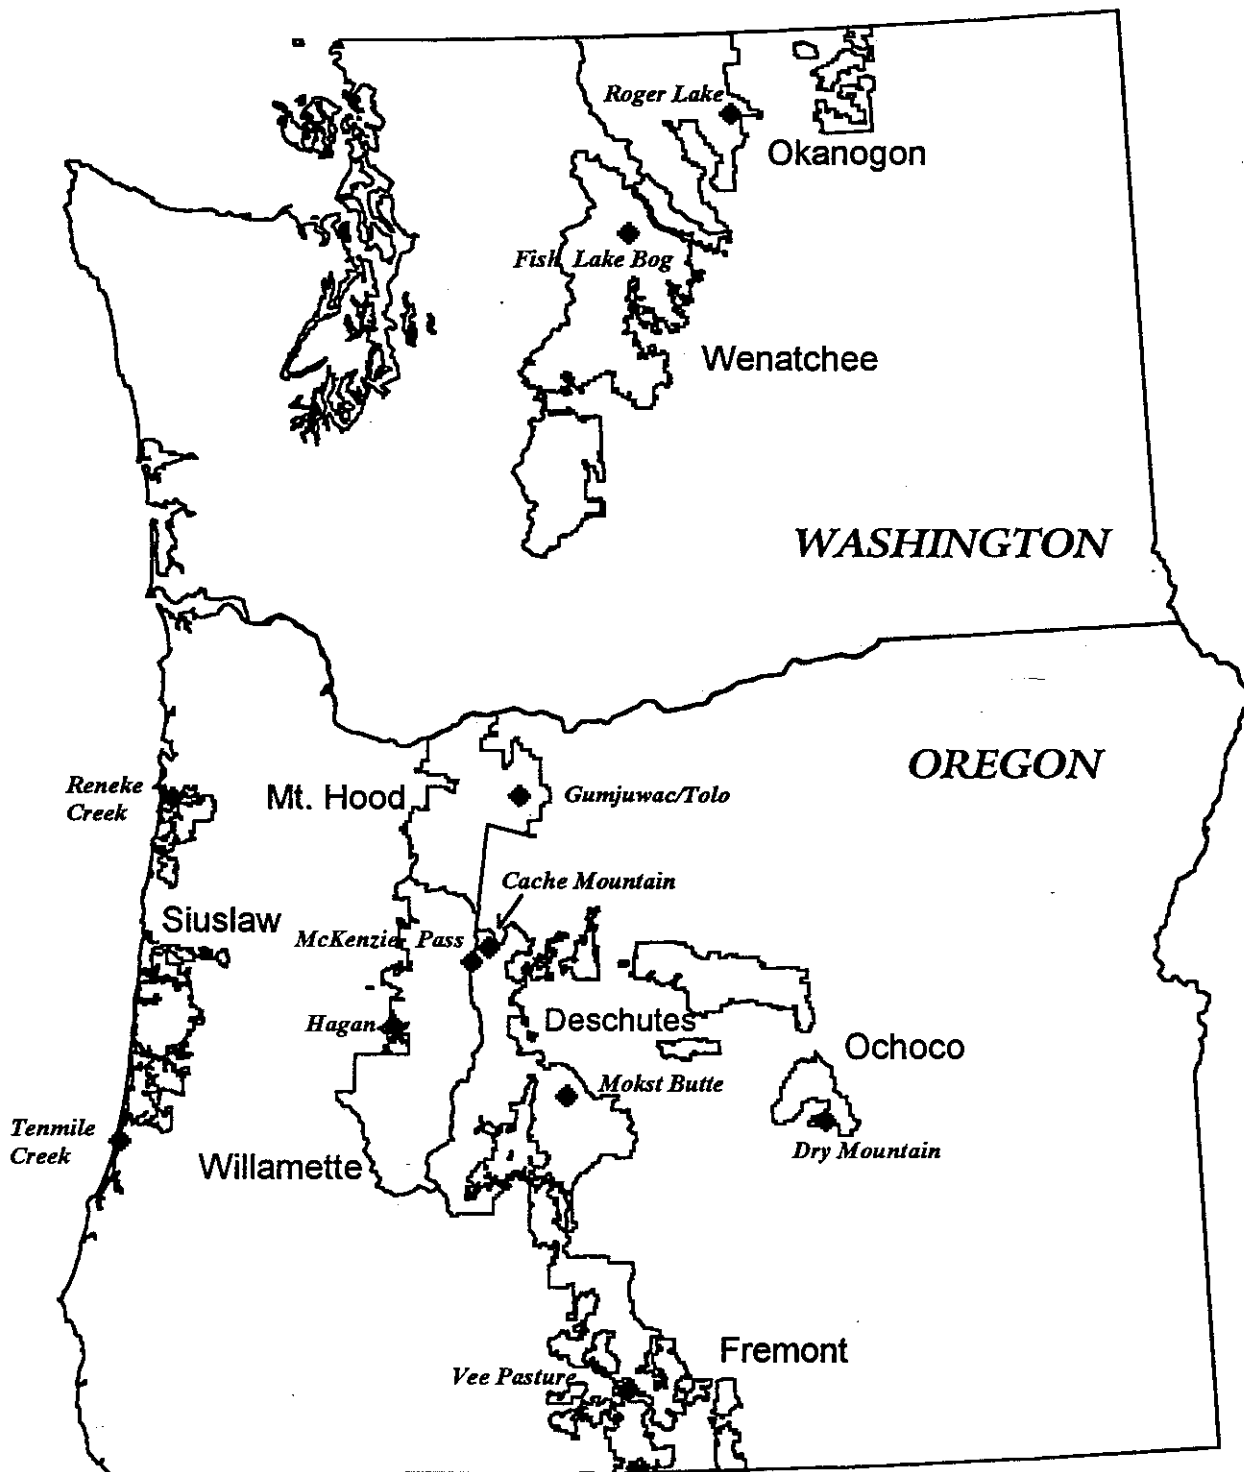 Roger Lake
Okanogon
Fish Lake Bog
Wenatchee
WASHINGTON
OREGON
Reneke
Creek
Mt. Hood
Gumjuwac/Tolo
Cache Mountain
Siuslaw
McKenzie Pass
Hagan
Deschutes
Ochoco
Mokst Butte
Tenmile
Creek
Willamette
Dry Mountain
Fremont
Vee Pasture